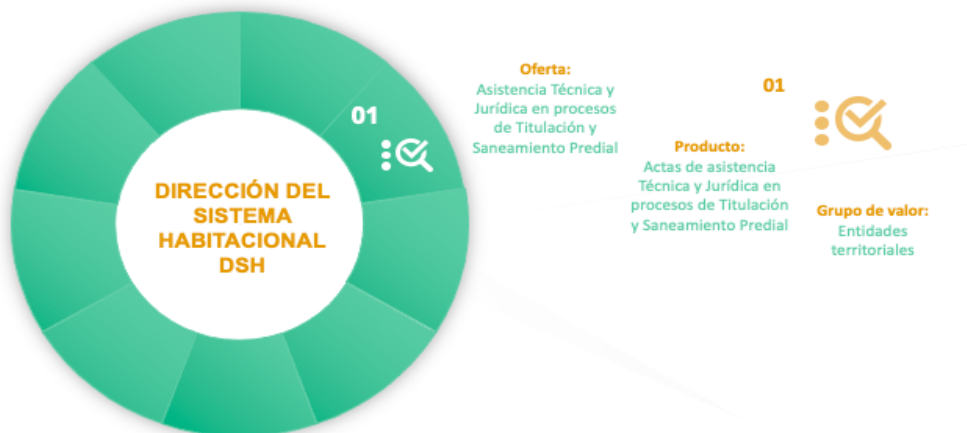 01
DIRECCIÓN DEL
SISTEMA
HABITACIONAL
DSH
Oferta:
Asistencia Técnica y
Jurídica en procesos
de Titulación y
Saneamiento Predial
01
Producto:
Actas de asistencia
Técnica y Jurídica en
procesos de Titulación
y Saneamiento Predial
Grupo de valor:
Entidades
territoriales